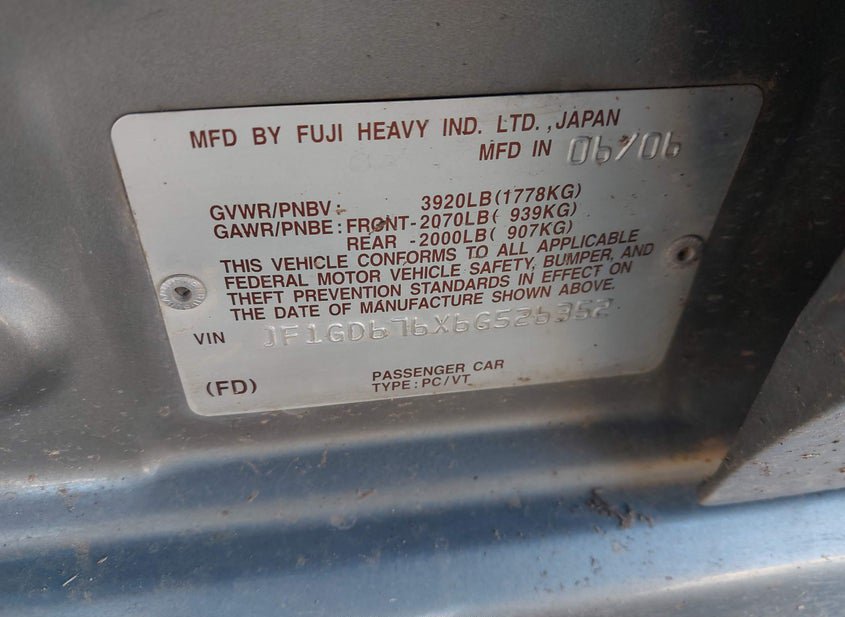 MFD BY FUJI HEAVY IND. LTD.,JAPAN
MFD IN 06/06
GVWR/PNBV: 3920LB(1778KG)
GAWR/PNBE: FRONT-2070LB( 939KG)
REAR -2000LB( 907KG)
THIS VEHICLE CONFORMS TO ALL APPLICABLE
FEDERAL MOTOR VEHICLE SAFETY, BUMPER, AND
THEFT PREVENTION STANDARDS IN EFFECT ON
THE DATE OF MANUFACTURE SHOWN ABOVE.
VIN JF1GD676X6G526352
PASSENGER CAR
(FD) TYPE: PC/VT